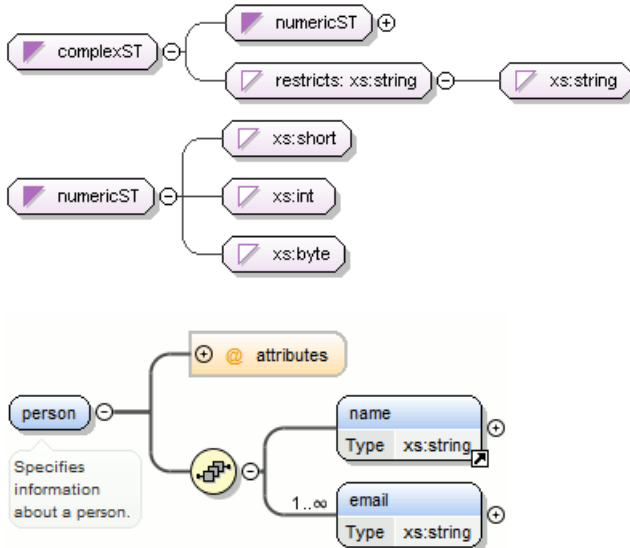 numericST
complexST
restricts: xs:string
xs:string
xs:short
numericST
xs:int
xs:byte
@ attributes
person
name
Type xs:string
Specifies
information
about a person.
1..∞
email
Type xs:string